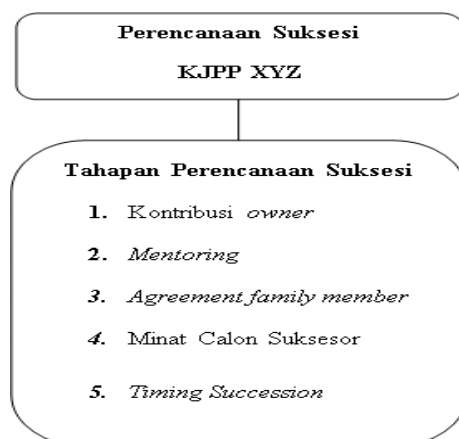 Perencanaan Suksesi
KJPP XYZ
Tahapan Perencanaan Suksesi
1. Kontribusi owner
2. Mentoring
3. Agreement family member
4. Minat Calon Suksesor
5. Timing Succession